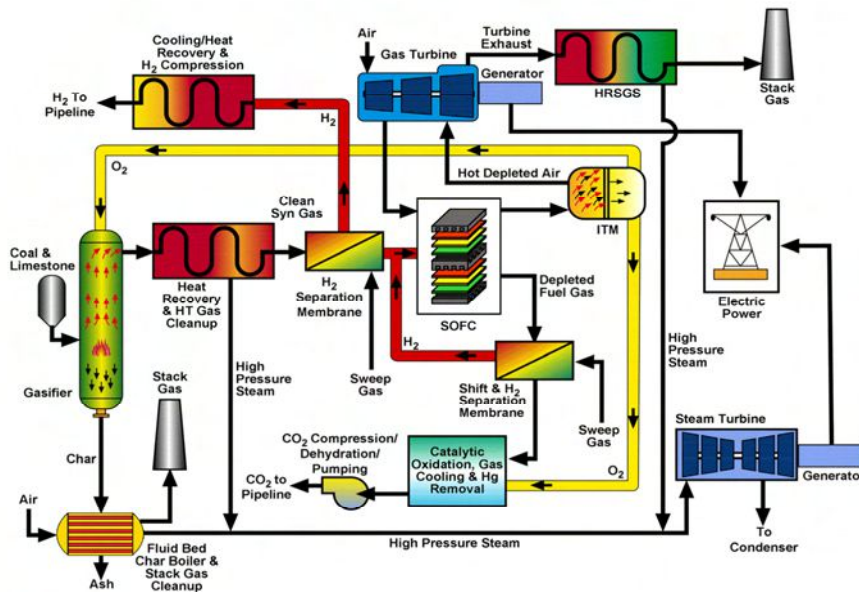 Cooling/Heat
Recovery &
H2 Compression
Air
Gas Turbine
Turbine
Exhaust
Generator
HRSGS
Stack
Gas
H2 To
Pipeline
H2
O2
Hot Depleted Air
ITM
Clean
Syn Gas
Coal &
Limestone
Heat
Recovery
& HT Gas
Cleanup
H2
Separation
Membrane
SOFC
Depleted
Fuel Gas
Electric
Power
Gasifier
Stack
Gas
High
Pressure
Steam
Sweep
Gas
H2
Shift & H2
Separation
Membrane
High
Pressure
Steam
Sweep
Gas
Steam Turbine
Generator
Char
CO2 Compression/
Dehydration/
Pumping
CO2 to
Pipeline
Catalytic
Oxidation, Gas
Cooling & Hg
Removal
O2
Air
Fluid Bed
Char Boiler &
Stack Gas
Cleanup
Ash
High Pressure Steam
To
Condenser